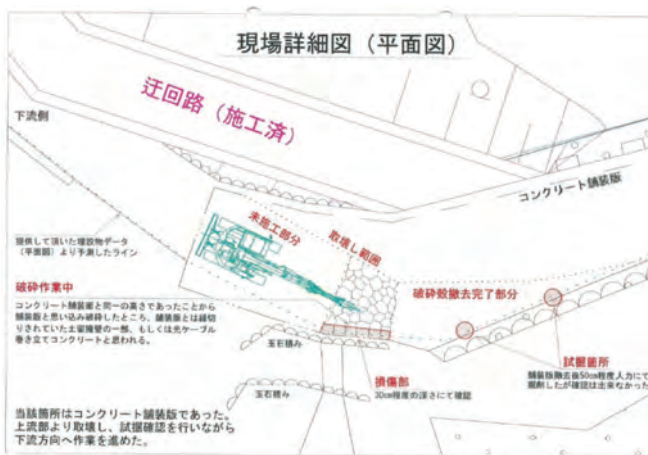 現場詳細図（平面図）
迂回路（施工済）
下流側
コンクリート舗装版
未施工部分
取壊し範囲
提供して頂いた埋設物データ
（平面図）より予測したライン
破砕作業中
コンクリート舗装面と同一の高さであったことから
舗装版と思い込み破砕したところ、舗装版とは縁切
りされていた土留擁壁の一部、もしくは光ケーブル
巻き立てコンクリートと思われる。
破砕殻撤去完了部分
玉石積み
試掘箇所
舗装版撤去後50cm程度人力にて
掘削したが確認は出来なかった
損傷部
30cm程度の深さにて確認
玉石積み
当該箇所はコンクリート舗装版であった。
上流部より取壊し、試掘確認を行いながら
下流方向へ作業を進めた。